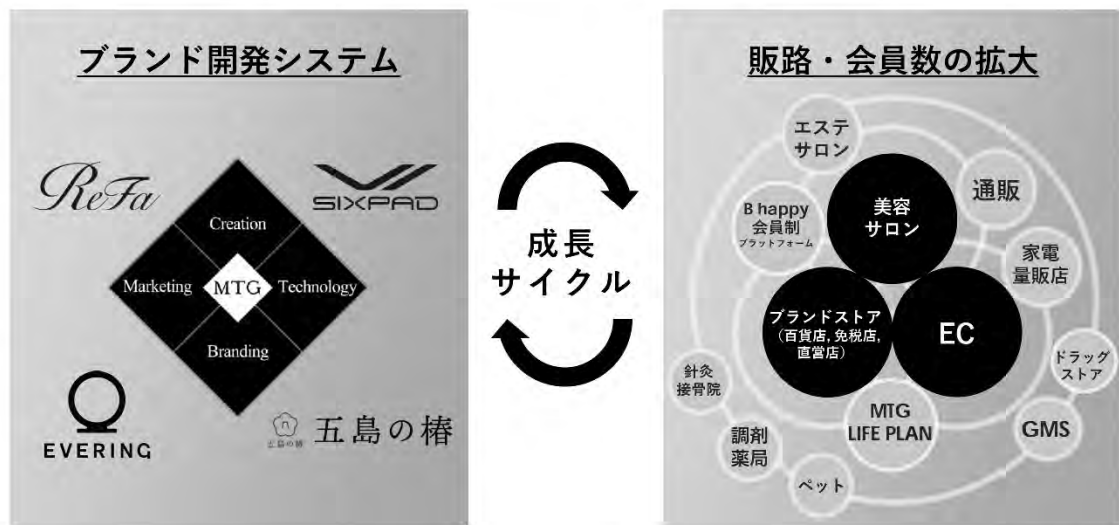 ブランド開発システム
ReFa
SIXPAD
Creation
Marketing
MTG
Technology
Branding
EVERING
五島の椿
五島の椿
成長
サイクル
販路・会員数の拡大
エステ
サロン
美容
サロン
通販
B happy
会員制
プラットフォーム
家電
量販店
ブランドストア
(百貨店, 免税店,
直営店)
EC
ドラッグ
ストア
針灸
接骨院
MTG
LIFE PLAN
GMS
調剤
薬局
ペット